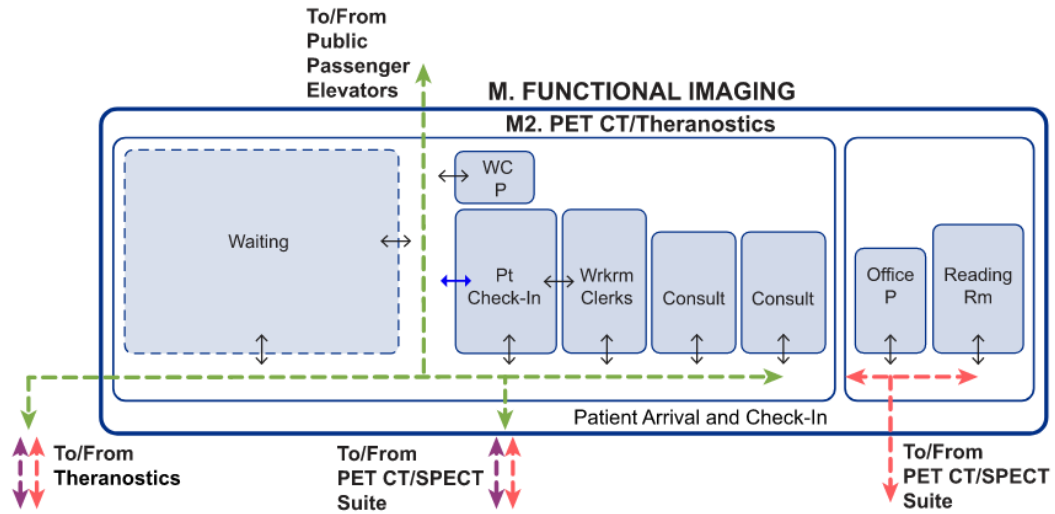 To/From
Public
Passenger
Elevators
M. FUNCTIONAL IMAGING
M2. PET CT/Theranostics
Waiting
WC
P
Pt
Check-In
Wrkrm
Clerks
Consult
Consult
Office
P
Reading
Rm
Patient Arrival and Check-In
To/From
Theranostics
To/From
PET CT/SPECT
Suite
To/From
PET CT/SPECT
Suite